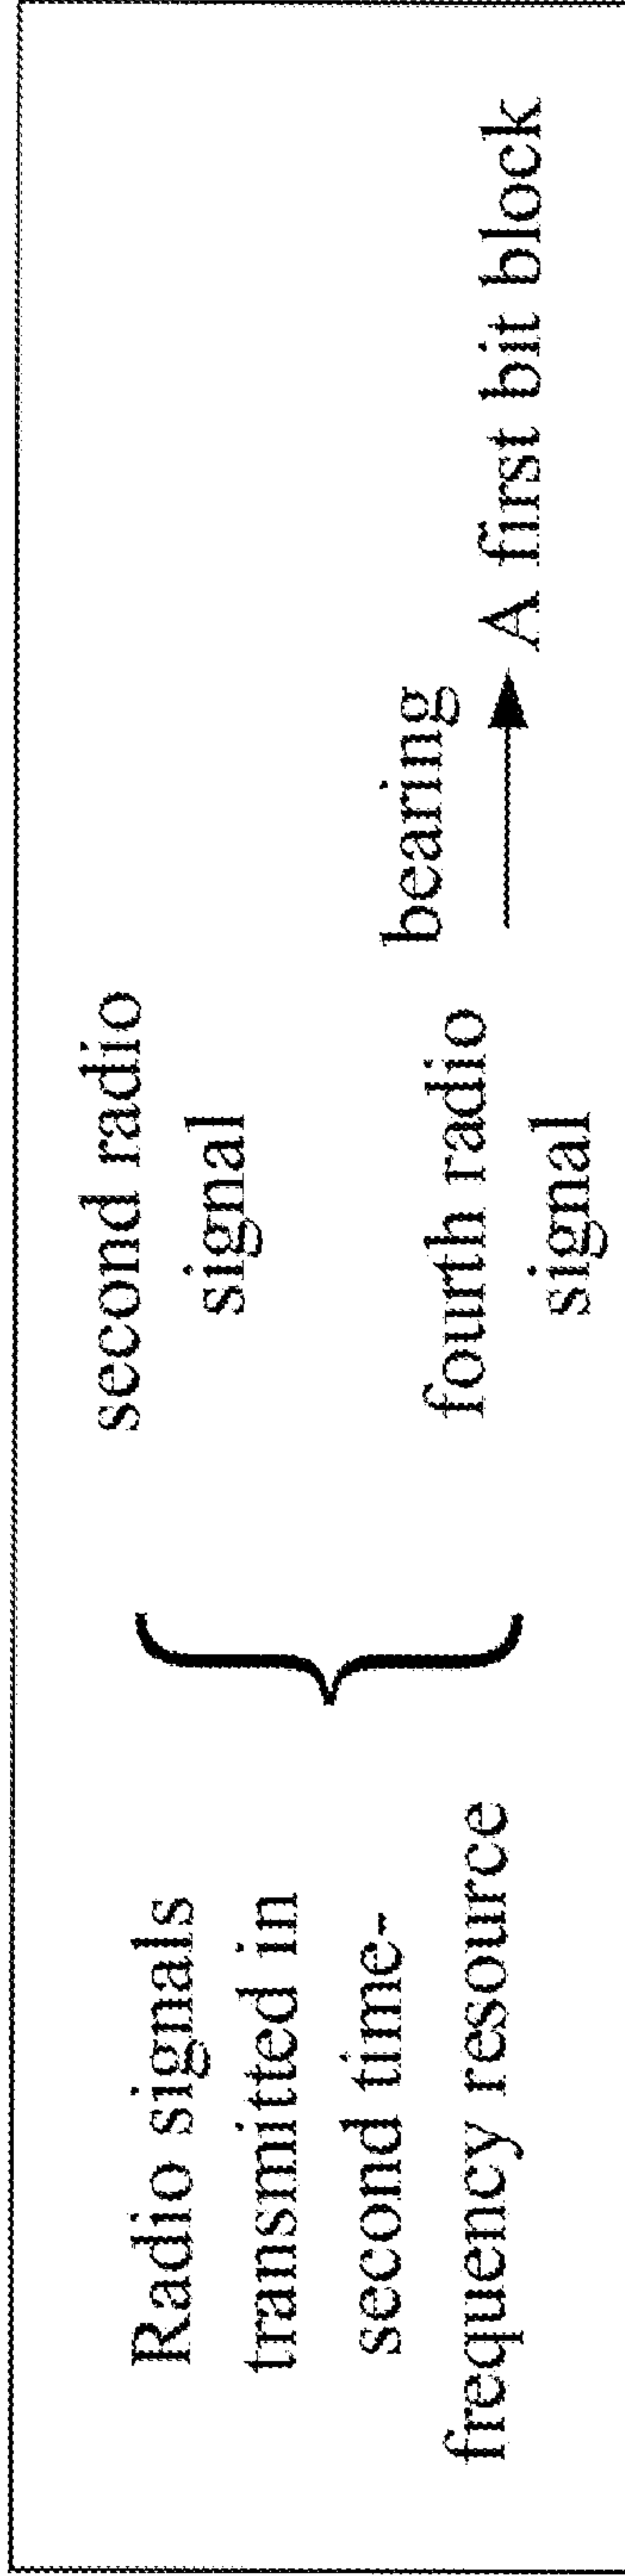 Radio signals
transmitted in
second time-
frequency resource
second radio
signal
fourth radio
signal
bearing
A first bit block